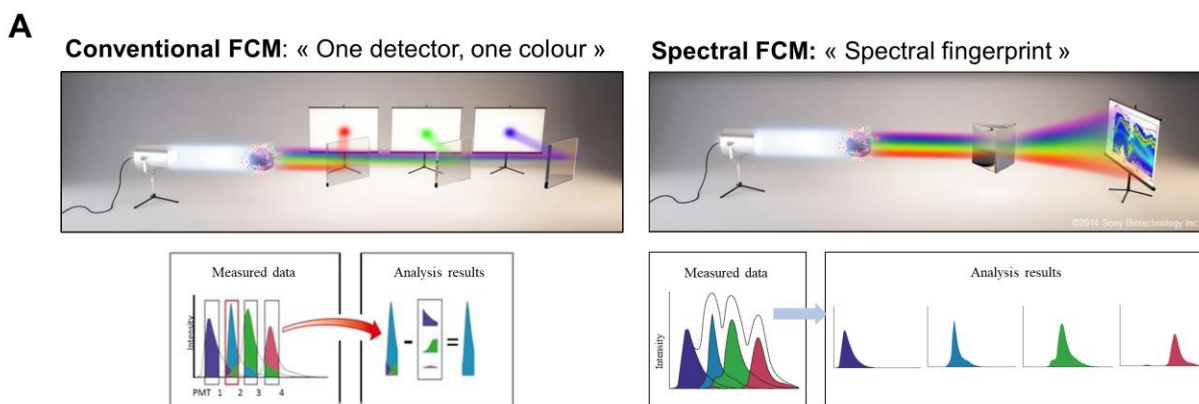 A
Conventional FCM: « One detector, one colour »
Spectral FCM: « Spectral fingerprint »
©2014 Sony Biotechnology Inc
Measured data
Intensity
PMT 1 2 3 4
Analysis results
- =
Measured data
Intensity
Analysis results